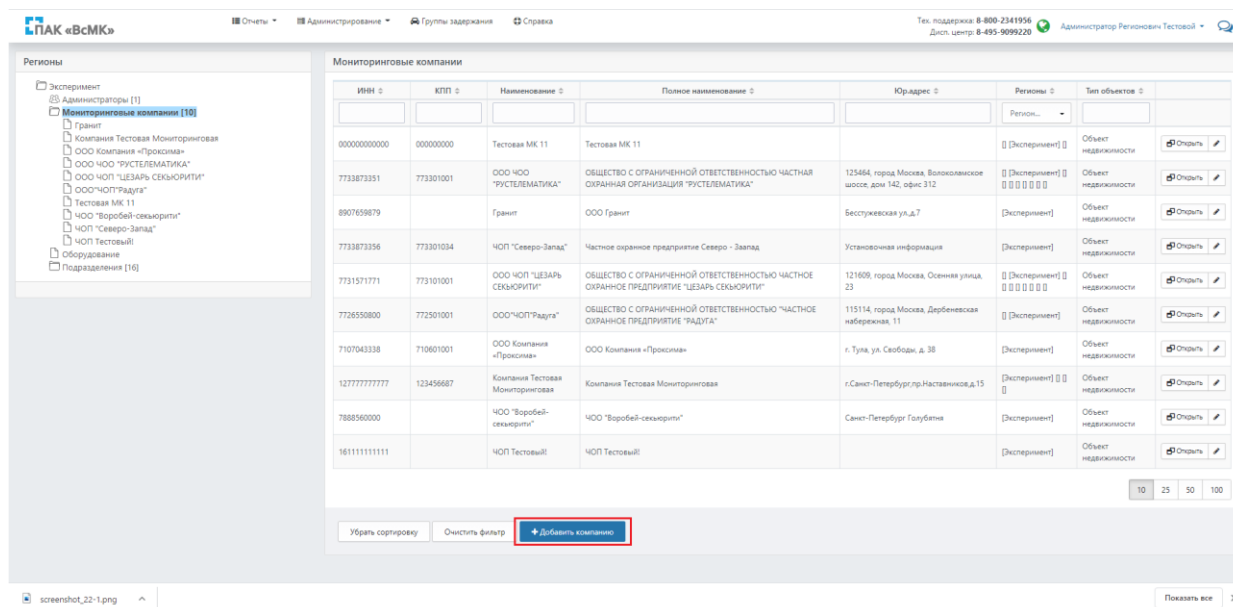 ПАК «ВсМК»
Отчеты
Администрирование
Группы задержания
Справка
Тех. поддержка: 8-800-2341956
Дисп. центр: 8-495-9099220
Администратор Регионович Тестовой
Регионы
Эксперимент
Администраторы [1]
Мониторинговые компании [10]
Гранит
Компания Тестовая Мониторинговая
ООО Компания «Проксима»
ООО ЧОО "РУСТЕЛЕМАТИКА"
ООО ЧОП "ЦЕЗАРЬ СЕКЬЮРИТИ"
ООО"ЧОП"Радуга"
Тестовая МК 11
ЧОО "Воробей-секьюрити"
ЧОП "Северо-Запад"
ЧОП Тестовый!
Оборудование
Подразделения [16]
Мониторинговые компании
ИНН КПП Наименование Полное наименование Юр.адрес Регионы Тип объектов
Регион...
000000000000 000000000 Тестовая МК 11 Тестовая МК 11 [] [Эксперимент] [] Объект недвижимости Открыть
7733873351 773301001 ООО ЧОО "РУСТЕЛЕМАТИКА" ОБЩЕСТВО С ОГРАНИЧЕННОЙ ОТВЕТСТВЕННОСТЬЮ ЧАСТНАЯ ОХРАННАЯ ОРГАНИЗАЦИЯ "РУСТЕЛЕМАТИКА" 125464, город Москва, Волоколамское шоссе, дом 142, офис 312 [] [Эксперимент] [] [] [] [] [] [] [] [] Объект недвижимости Открыть
8907659879 Гранит ООО Гранит Бесстужевская ул.,д.7 [Эксперимент] Объект недвижимости Открыть
7733873356 773301034 ЧОП "Северо-Запад" Частное охранное предприятие Северо - Заапад Установочная информация [Эксперимент] Объект недвижимости Открыть
7731571771 773101001 ООО ЧОП "ЦЕЗАРЬ СЕКЬЮРИТИ" ОБЩЕСТВО С ОГРАНИЧЕННОЙ ОТВЕТСТВЕННОСТЬЮ ЧАСТНОЕ ОХРАННОЕ ПРЕДПРИЯТИЕ "ЦЕЗАРЬ СЕКЬЮРИТИ" 121609, город Москва, Осенняя улица, 23 [] [Эксперимент] [] [] [] [] [] [] [] [] Объект недвижимости Открыть
7726550800 772501001 ООО"ЧОП"Радуга" ОБЩЕСТВО С ОГРАНИЧЕННОЙ ОТВЕТСТВЕННОСТЬЮ "ЧАСТНОЕ ОХРАННОЕ ПРЕДПРИЯТИЕ "РАДУГА" 115114, город Москва, Дербеневская набережная, 11 [] [Эксперимент] Объект недвижимости Открыть
7107043338 710601001 ООО Компания «Проксима» ООО Компания «Проксима» г. Тула, ул. Свободы, д. 38 [Эксперимент] Объект недвижимости Открыть
127777777777 123456687 Компания Тестовая Мониторинговая Компания Тестовая Мониторинговая г.Санкт-Петербург,пр.Наставников,д.15 [Эксперимент] [] [] [] Объект недвижимости Открыть
7888560000 ЧОО "Воробей-секьюрити" ЧОО "Воробей-секьюрити" Санкт-Петербург Голубятня [Эксперимент] Объект недвижимости Открыть
161111111111 ЧОП Тестовый! ЧОП Тестовый! [Эксперимент] Объект недвижимости Открыть
10 25 50 100
Убрать сортировку
Очистить фильтр
+ Добавить компанию
screenshot_22-1.png
Показать все